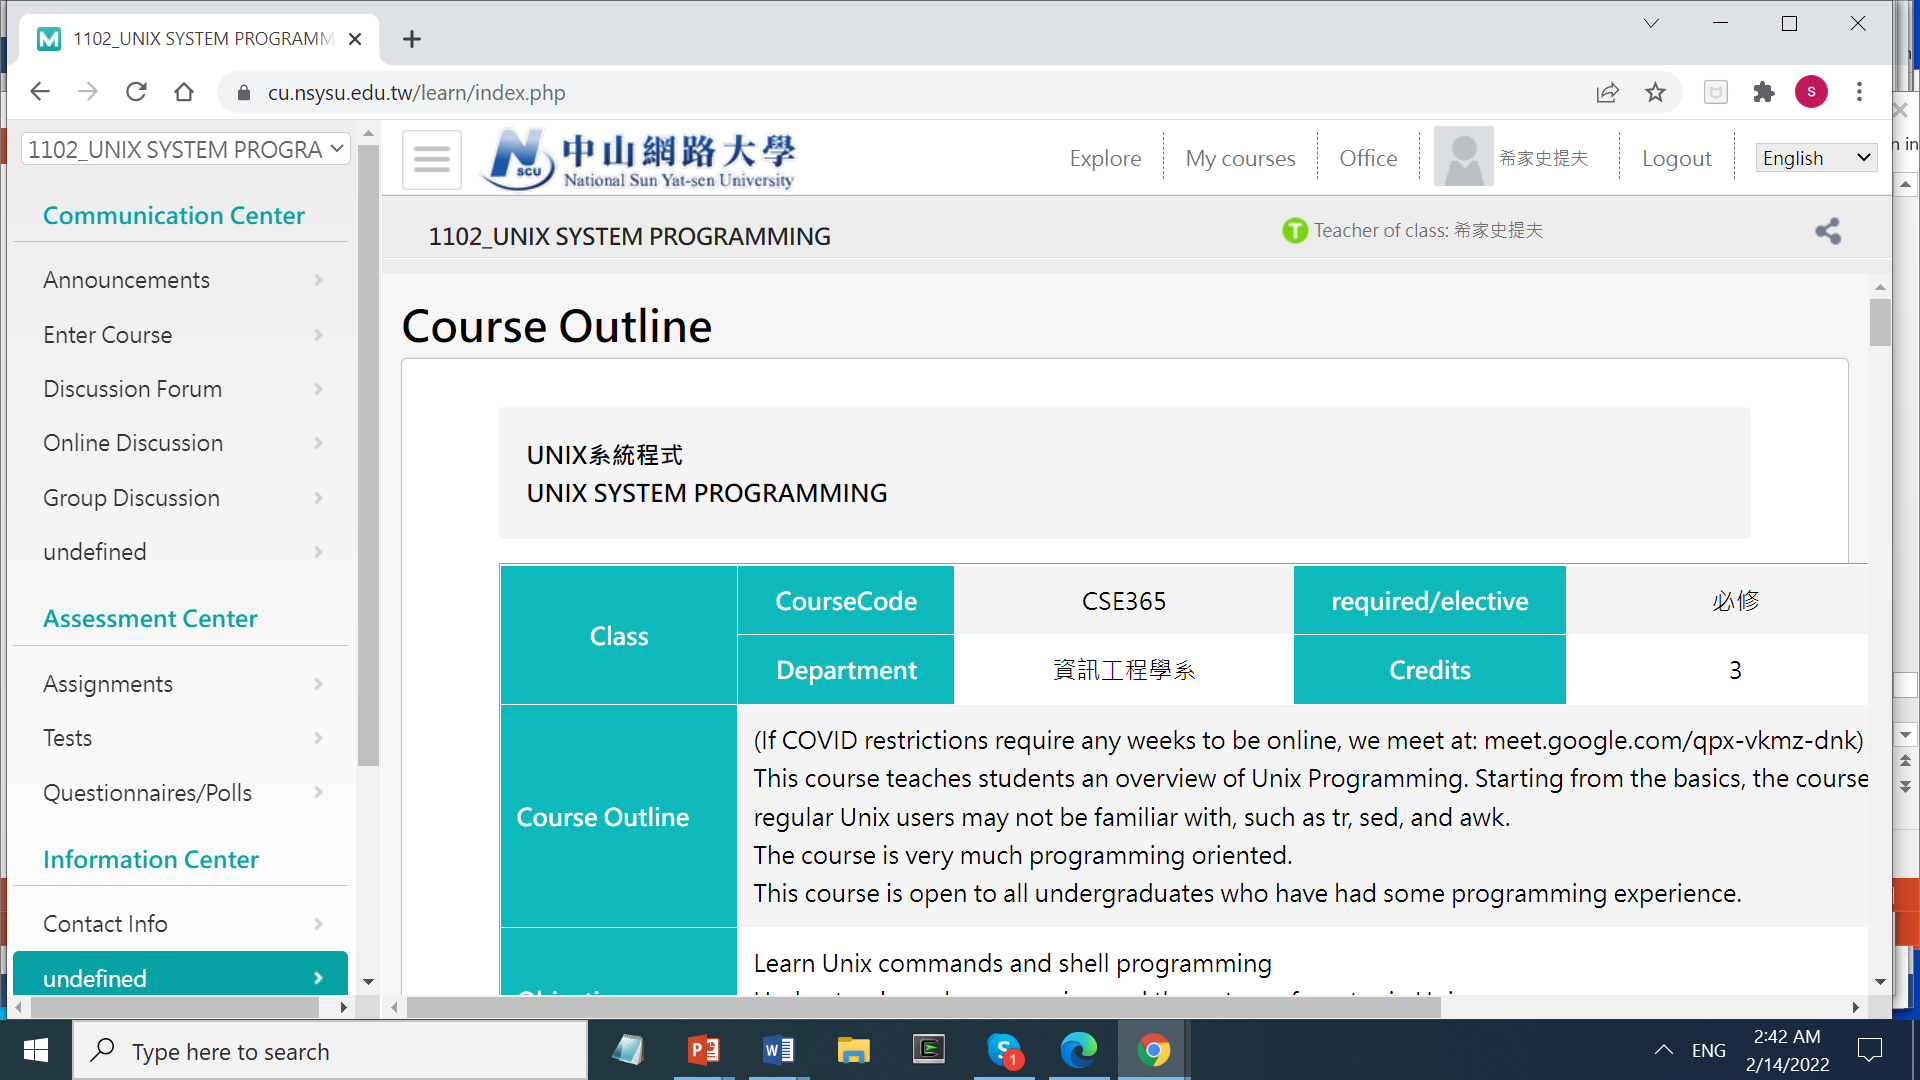 1102_UNIX SYSTEM PROGRAMM
cu.nsysu.edu.tw/learn/index.php
S
1102_UNIX SYSTEM PROGRA
Communication Center
Announcements
Enter Course
Discussion Forum
Online Discussion
Group Discussion
undefined
Assessment Center
Assignments
Tests
Questionnaires/Polls
Information Center
Contact Info
undefined
SCU
中山網路大學
National Sun Yat-sen University
Explore
My courses
Office
希家史提夫
Logout
English
1102_UNIX SYSTEM PROGRAMMING
T Teacher of class: 希家史提夫
Course Outline
UNIX系統程式
UNIX SYSTEM PROGRAMMING
Class
CourseCode
CSE365
required/elective
必修
Department
資訊工程學系
Credits
3
Course Outline
(If COVID restrictions require any weeks to be online, we meet at: meet.google.com/qpx-vkmz-dnk)
This course teaches students an overview of Unix Programming. Starting from the basics, the course
regular Unix users may not be familiar with, such as tr, sed, and awk.
The course is very much programming oriented.
This course is open to all undergraduates who have had some programming experience.
Learn Unix commands and shell programming
n in
Type here to search
1
ENG
2:42 AM
2/14/2022